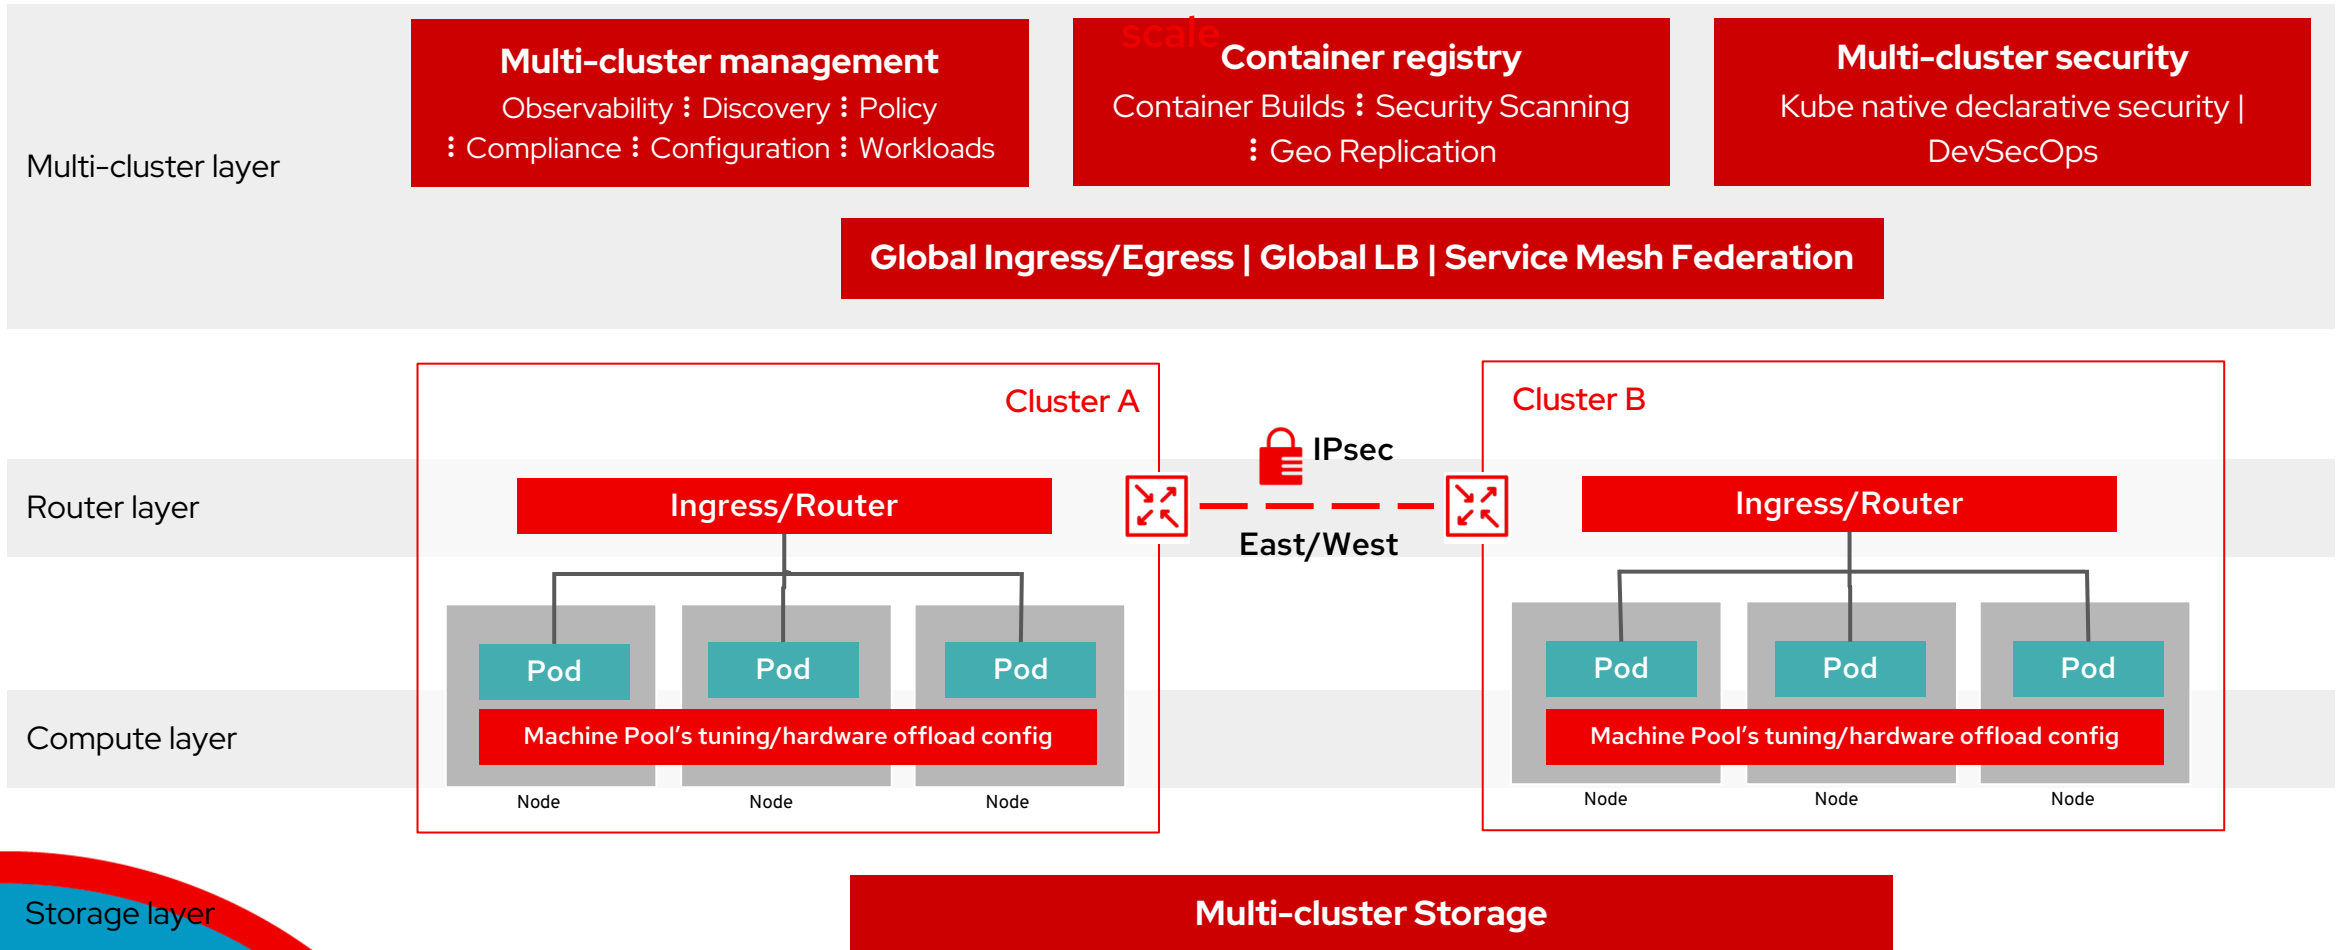 scale
Multi-cluster management
Observability ⋮ Discovery ⋮ Policy
⋮ Compliance ⋮ Configuration ⋮ Workloads
Container registry
Container Builds ⋮ Security Scanning
⋮ Geo Replication
Multi-cluster security
Kube native declarative security |
DevSecOps
Multi-cluster layer
Global Ingress/Egress | Global LB | Service Mesh Federation
Cluster A
Cluster B
IPsec
East/West
Router layer
Ingress/Router
Ingress/Router
Pod
Pod
Pod
Pod
Pod
Pod
Compute layer
Machine Pool's tuning/hardware offload config
Machine Pool's tuning/hardware offload config
Node
Node
Node
Node
Node
Node
Storage layer
Multi-cluster Storage